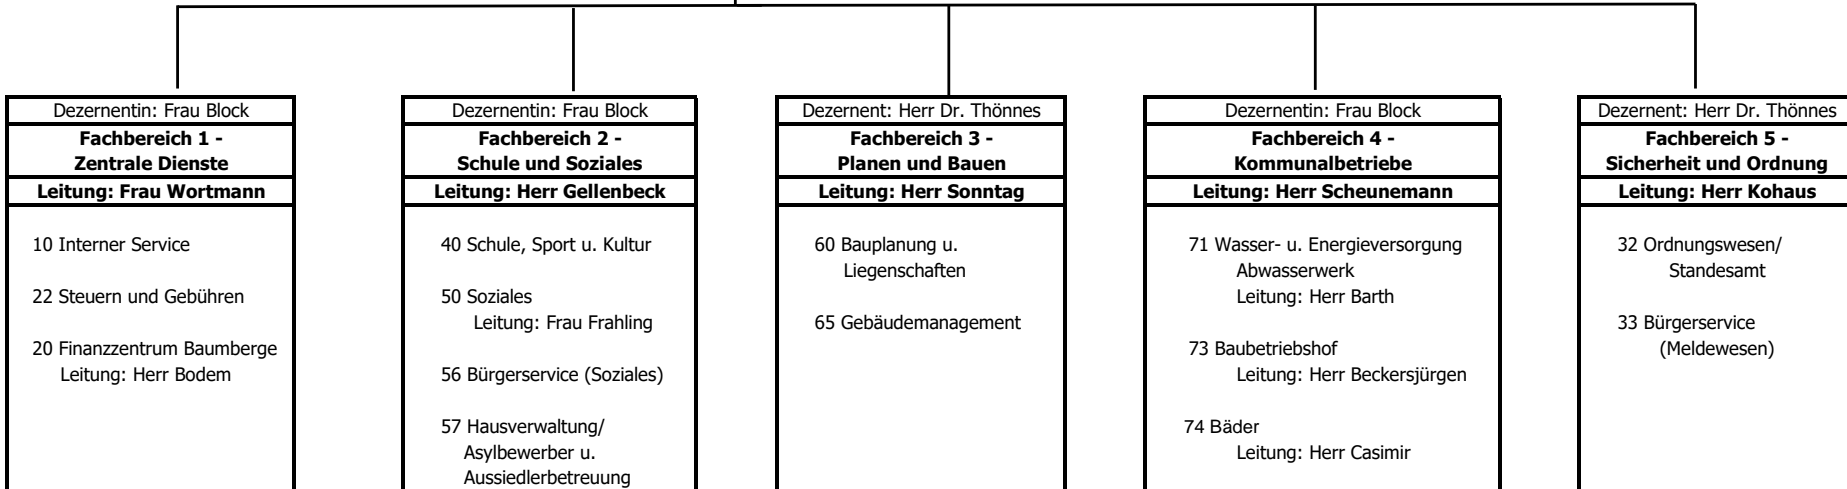 Dezernentin: Frau Block
Fachbereich 1 -
Zentrale Dienste
Leitung: Frau Wortmann
10 Interner Service
22 Steuern und Gebühren
20 Finanzzentrum Baumberge
Leitung: Herr Bodem
Dezernentin: Frau Block
Fachbereich 2 -
Schule und Soziales
Leitung: Herr Gellenbeck
40 Schule, Sport u. Kultur
50 Soziales
Leitung: Frau Frahling
56 Bürgerservice (Soziales)
57 Hausverwaltung/
Asylbewerber u.
Aussiedlerbetreuung
Dezernent: Herr Dr. Thönnes
Fachbereich 3 -
Planen und Bauen
Leitung: Herr Sonntag
60 Bauplanung u.
Liegenschaften
65 Gebäudemanagement
Dezernentin: Frau Block
Fachbereich 4 -
Kommunalbetriebe
Leitung: Herr Scheunemann
71 Wasser- u. Energieversorgung
Abwasserwerk
Leitung: Herr Barth
73 Baubetriebshof
Leitung: Herr Beckersjürgen
74 Bäder
Leitung: Herr Casimir
Dezernent: Herr Dr. Thönnes
Fachbereich 5 -
Sicherheit und Ordnung
Leitung: Herr Kohaus
32 Ordnungswesen/
Standesamt
33 Bürgerservice
(Meldewesen)